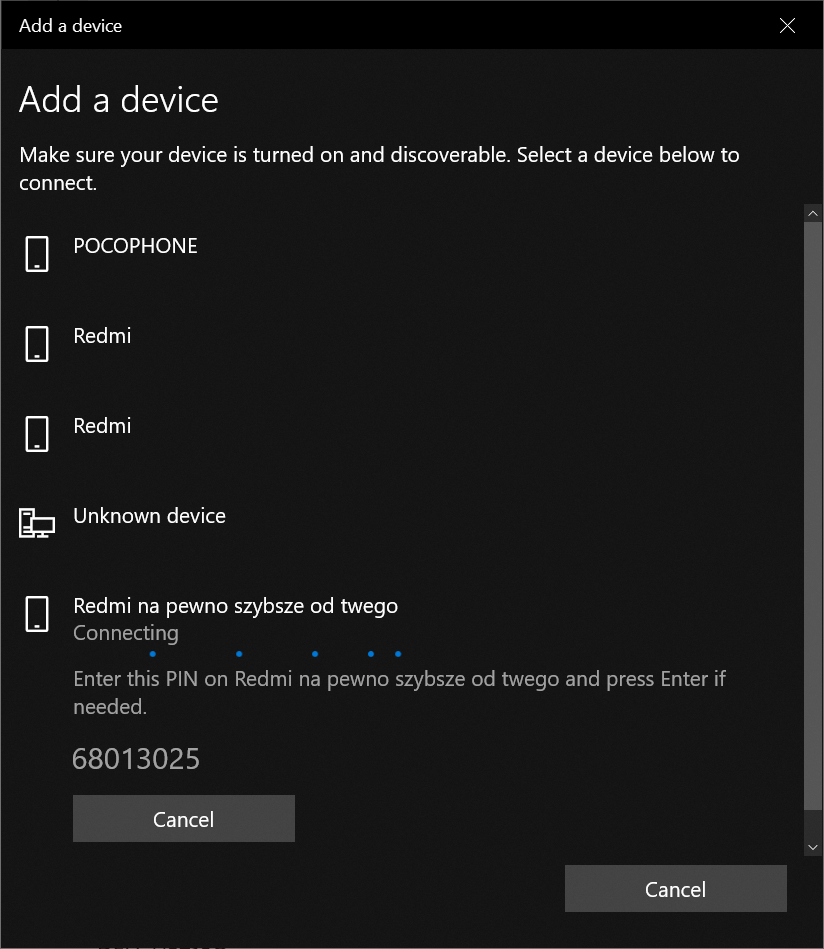 Add a device
Add a device
Make sure your device is turned on and discoverable. Select a device below to
connect.
POCOPHONE
Redmi
Redmi
Unknown device
Redmi na pewno szybsze od twego
Connecting
Enter this PIN on Redmi na pewno szybsze od twego and press Enter if
needed.
68013025
Cancel
Cancel